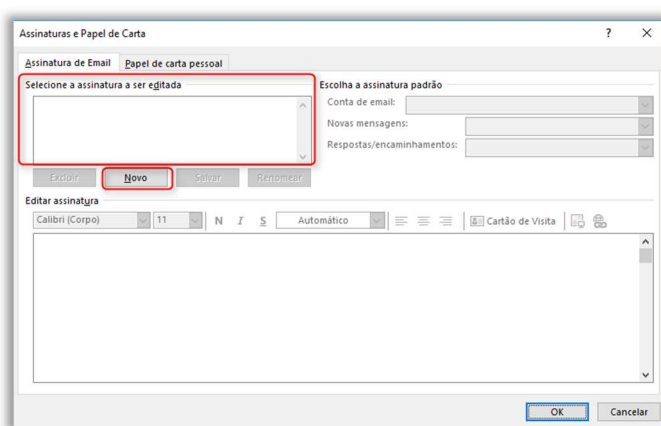 Assinaturas e Papel de Carta ?
Assinatura de Email Papel de carta pessoal
Selecione a assinatura a ser editada Escolha a assinatura padrão
Conta de email:
Novas mensagens:
Respostas/encaminhamentos:
Excluir Novo Salvar Renomear
Editar assinatura
Calibri (Corpo) 11 N I S Automático Cartão de Visita
OK Cancelar